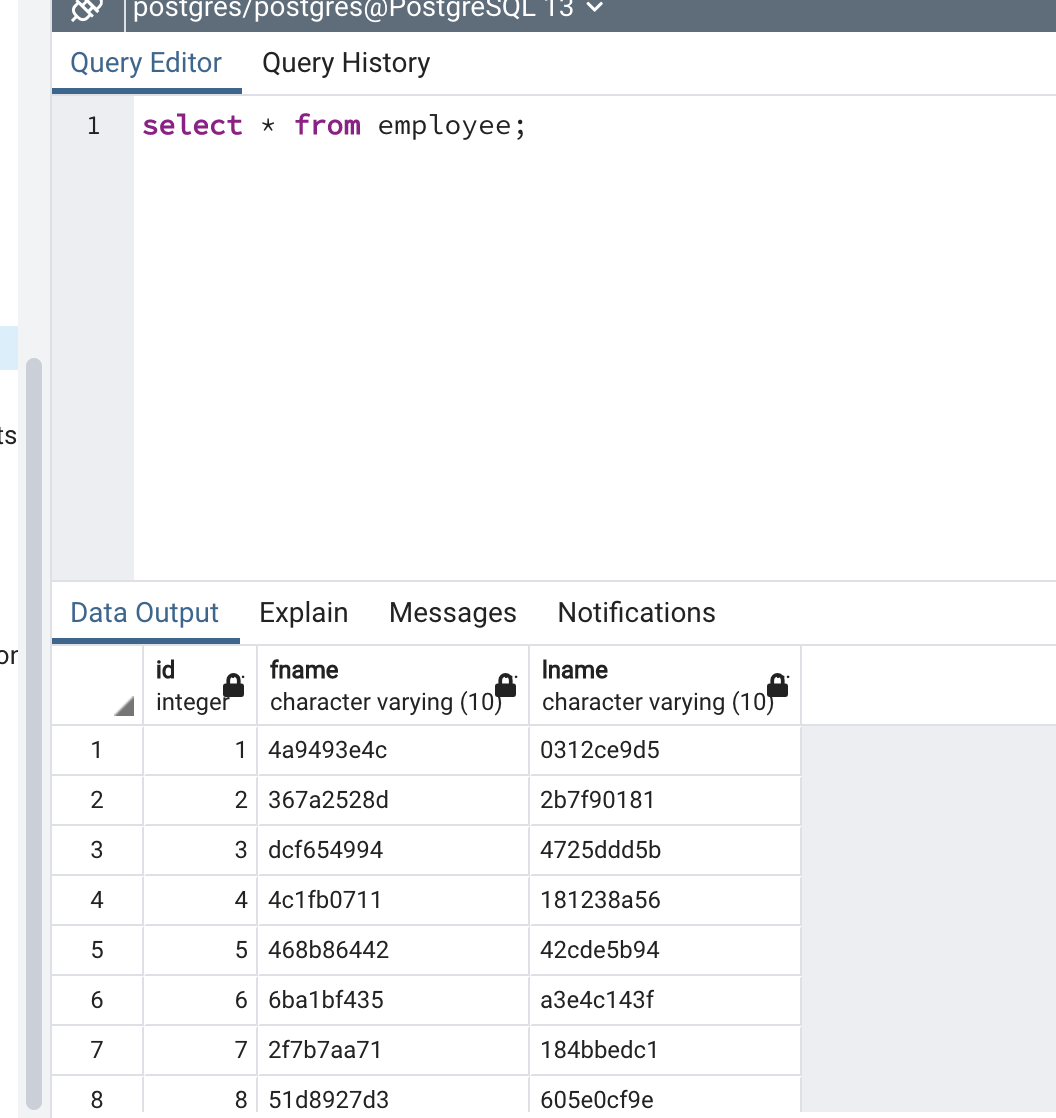 postgres/postgres@PostgreSQL 13
Query Editor Query History
1 select * from employee;
ts
or
Data Output Explain Messages Notifications
id fname lname
integer character varying (10) character varying (10)
1 1 4a9493e4c 0312ce9d5
2 2 367a2528d 2b7f90181
3 3 dcf654994 4725ddd5b
4 4 4c1fb0711 181238a56
5 5 468b86442 42cde5b94
6 6 6ba1bf435 a3e4c143f
7 7 2f7b7aa71 184bbedc1
8 8 51d8927d3 605e0cf9e